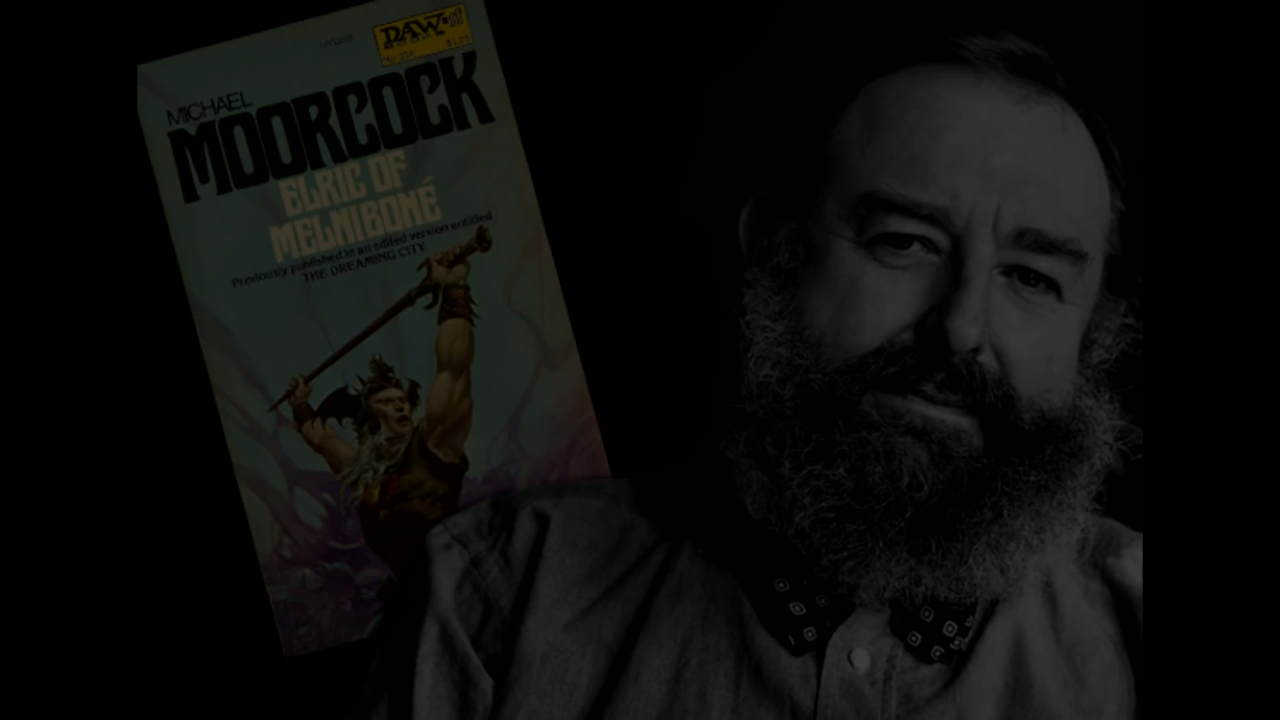 DAW
MICHAEL
MOORCOCK
ELRIC OF
MELNIBONÉ
Previously published in an edited version entitled
THE DREAMING CITY